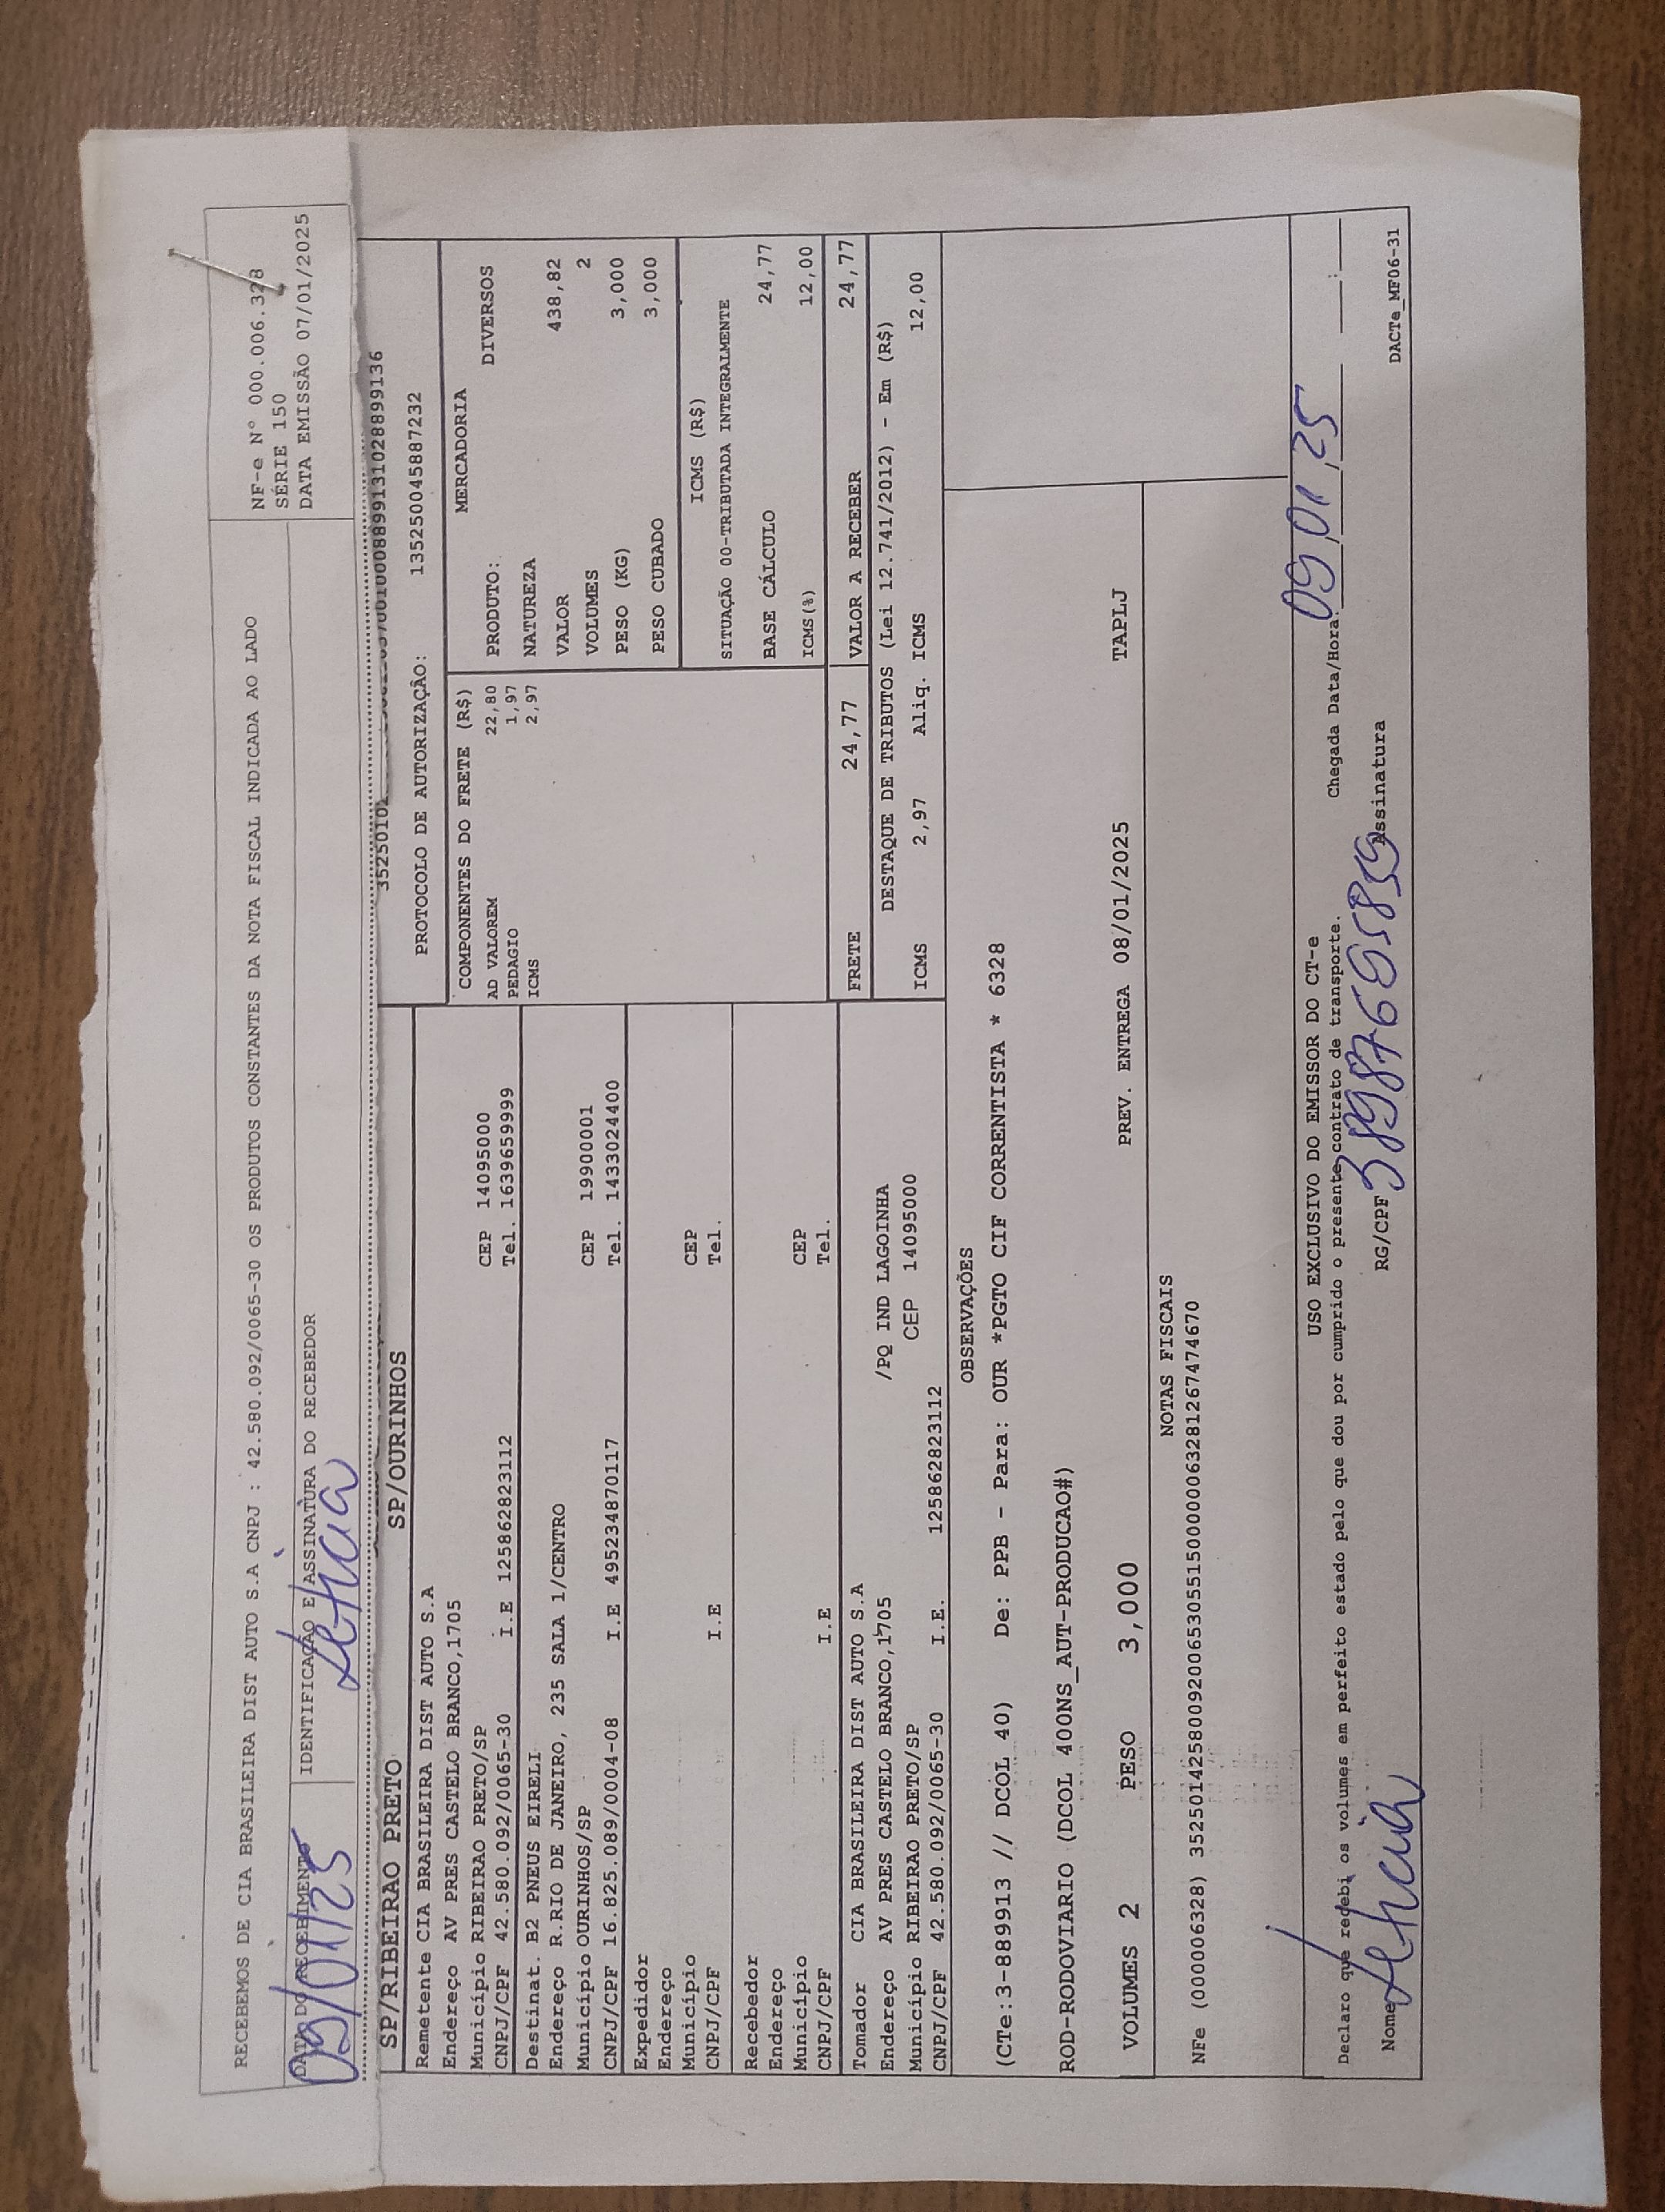 RECEBEMOS DE CIA BRASILEIRA DIST AUTO S.A CNPJ : 42.580.092/0065-30 OS PRODUTOS CONSTANTES DA NOTA FISCAL INDICADA AO LADO
NF-e N° 000.006.328
SÉRIE 150
DATA EMISSÃO 07/01/2025
DATA DO RECEBIMENTO
09/01/25
IDENTIFICAÇÃO E ASSINATURA DO RECEBEDOR
Letícia
SP/RIBEIRAO PRETO SP/OURINHOS
PROTOCOLO DE AUTORIZAÇÃO: 135250045887232
Remetente CIA BRASILEIRA DIST AUTO S.A
Endereço AV PRES CASTELO BRANCO,1705
Município RIBEIRAO PRETO/SP CEP 14095000
CNPJ/CPF 42.580.092/0065-30 I.E 125862823112 Tel. 1639659999
Destinat. B2 PNEUS EIRELI
Endereço R.RIO DE JANEIRO, 235 SALA 1/CENTRO
Município OURINHOS/SP CEP 19900001
CNPJ/CPF 16.825.089/0004-08 I.E 495234870117 Tel. 1433024400
Expedidor
Endereço
Município CEP
CNPJ/CPF I.E Tel.
Recebedor
Endereço
Município CEP
CNPJ/CPF I.E Tel.
Tomador CIA BRASILEIRA DIST AUTO S.A
Endereço AV PRES CASTELO BRANCO,1705 /PQ IND LAGOINHA
Município RIBEIRAO PRETO/SP CEP 14095000
CNPJ/CPF 42.580.092/0065-30 I.E. 125862823112
COMPONENTES DO FRETE (R$)
AD VALOREM 22,80
PEDAGIO 1,97
ICMS 2,97
MERCADORIA
PRODUTO: DIVERSOS
NATUREZA
VALOR 438,82
VOLUMES 2
PESO (KG) 3,000
PESO CUBADO 3,000
ICMS (R$)
SITUAÇÃO 00-TRIBUTADA INTEGRALMENTE
BASE CÁLCULO 24,77
ICMS(%) 12,00
FRETE 24,77 VALOR A RECEBER 24,77
DESTAQUE DE TRIBUTOS (Lei 12.741/2012) - Em (R$)
ICMS 2,97 Aliq. ICMS 12,00
OBSERVAÇÕES
(CTe:3-889913 // DCOL 40) De: PPB - Para: OUR *PGTO CIF CORRENTISTA * 6328
ROD-RODOVIARIO (DCOL 400NS_AUT-PRODUCAO#)
VOLUMES 2 PESO 3,000 PREV. ENTREGA 08/01/2025 TAPLJ
NOTAS FISCAIS
NFe (000006328) 35250142580092006530551500000063281267474670
USO EXCLUSIVO DO EMISSOR DO CT-e
Declaro que recebi os volumes em perfeito estado pelo que dou por cumprido o presente contrato de transporte. Chegada Data/Hora: 09,01,25
Nome Letícia RG/CPF 389876695859 Assinatura
DACTe_MF06-31